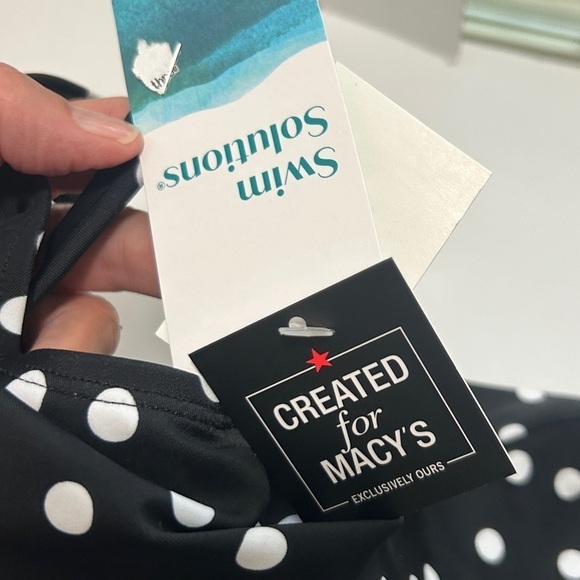 Swim
Solutions®
CREATED
for
MACY'S
EXCLUSIVELY OURS